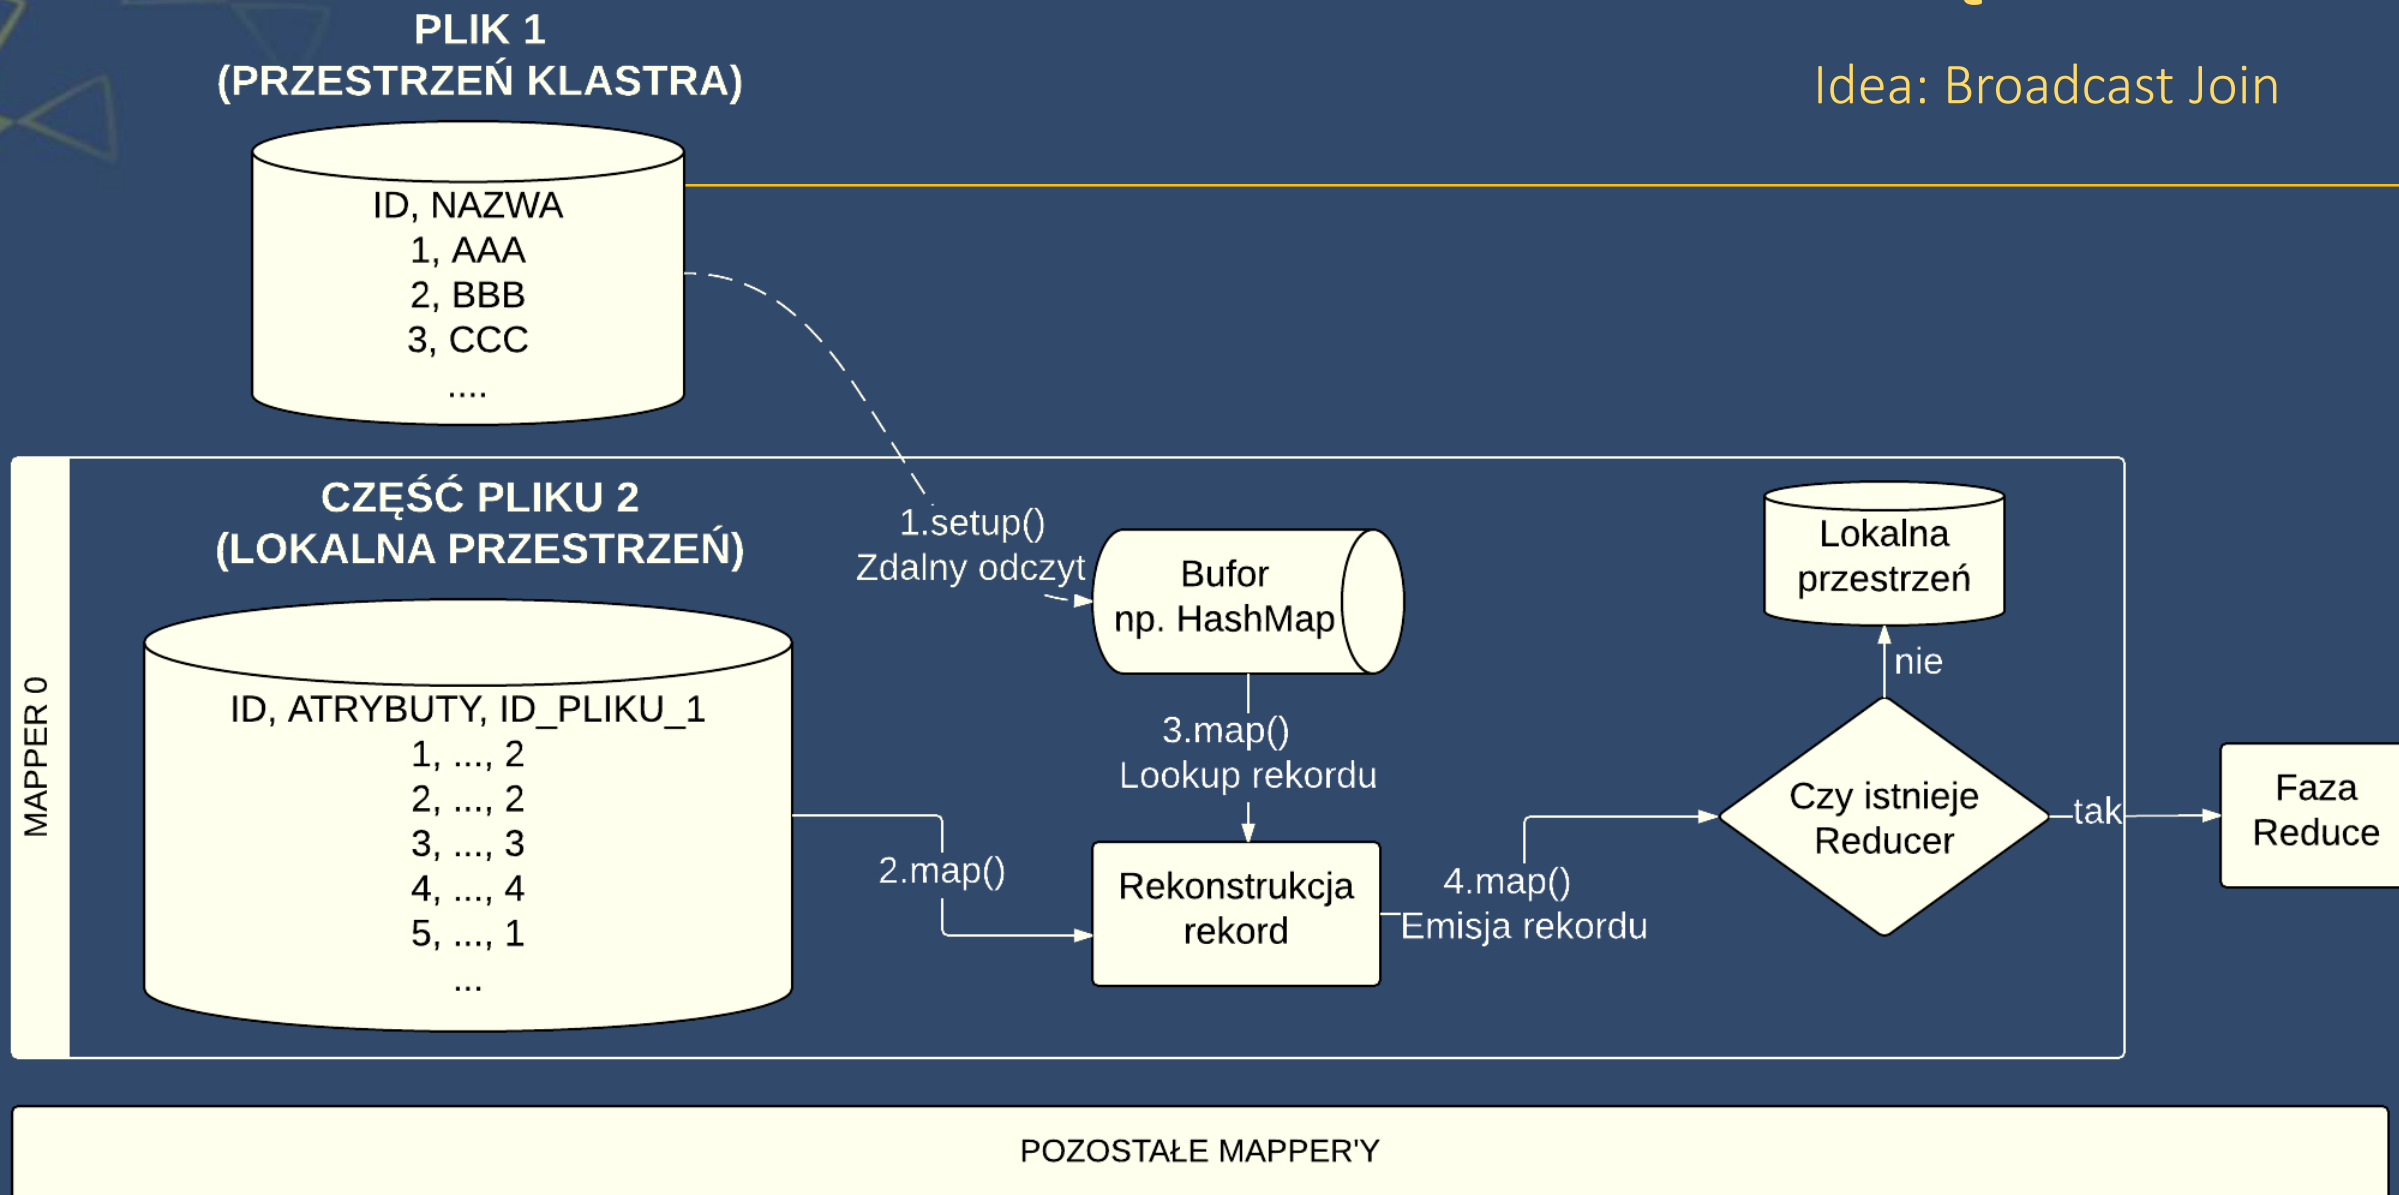 PLIK 1
(PRZESTRZEŃ KLASTRA)
Idea: Broadcast Join
ID, NAZWA
1, AAA
2, BBB
3, CCC
....
MAPPER 0
CZĘŚĆ PLIKU 2
(LOKALNA PRZESTRZEŃ)
ID, ATRYBUTY, ID_PLIKU_1
1, ..., 2
2, ..., 2
3, ..., 3
4, ..., 4
5, ..., 1
...
1.setup()
Zdalny odczyt
Bufor
np. HashMap
2.map()
3.map()
Lookup rekordu
Rekonstrukcja
rekord
4.map()
Emisja rekordu
Lokalna
przestrzeń
nie
Czy istnieje
Reducer
tak
Faza
Reduce
POZOSTAŁE MAPPER'Y